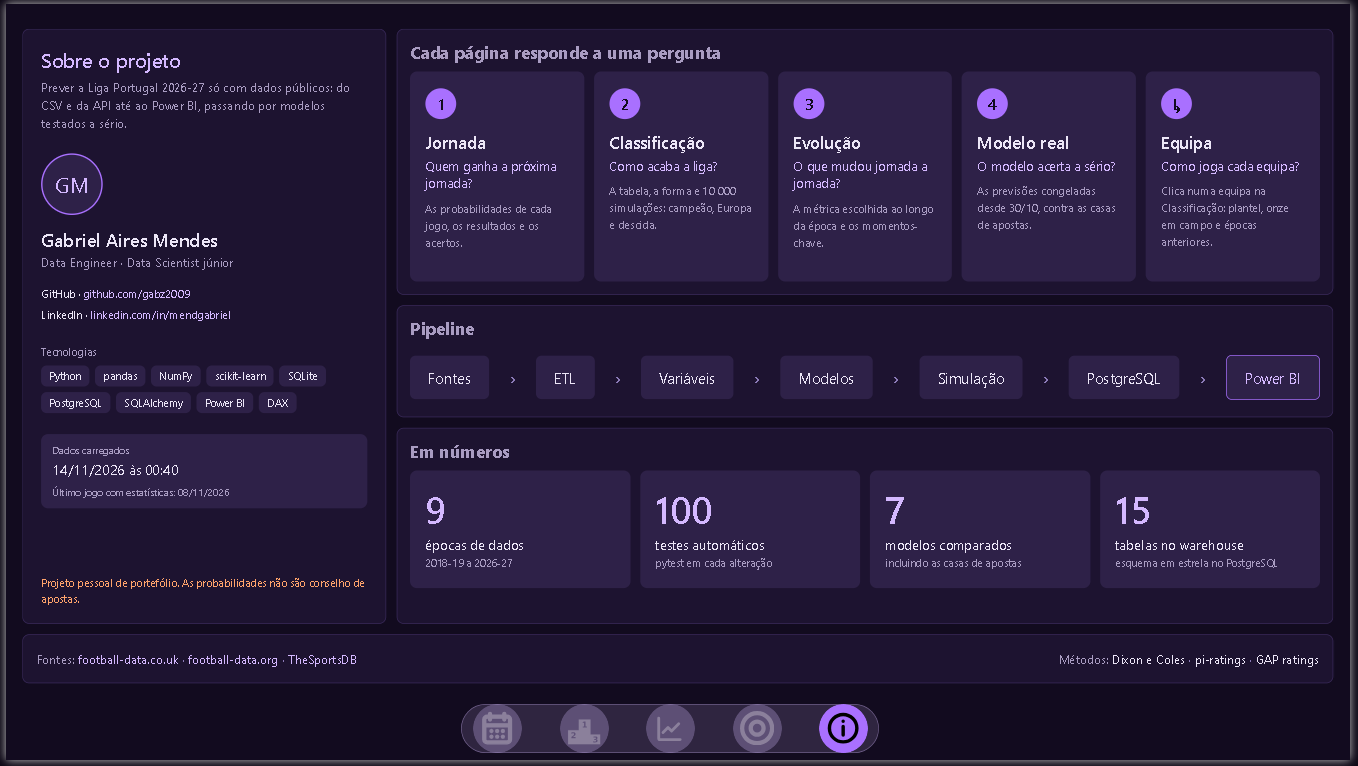 Sobre o projeto
Prever a Liga Portugal 2026-27 só com dados públicos: do
CSV e da API até ao Power BI, passando por modelos
testados a sério.
GM
Gabriel Aires Mendes
Data Engineer · Data Scientist júnior
GitHub · github.com/gabz2009
LinkedIn · linkedin.com/in/mendgabriel
Tecnologias
Python pandas NumPy scikit-learn SQLite
PostgreSQL SQLAlchemy Power BI DAX
Dados carregados
14/11/2026 às 00:40
Último jogo com estatísticas: 08/11/2026
Projeto pessoal de portefólio. As probabilidades não são conselho de
apostas.
Cada página responde a uma pergunta
1
Jornada
Quem ganha a próxima
jornada?
As probabilidades de cada
jogo, os resultados e os
acertos.
2
Classificação
Como acaba a liga?
A tabela, a forma e 10 000
simulações: campeão, Europa
e descida.
3
Evolução
O que mudou jornada a
jornada?
A métrica escolhida ao longo
da época e os momentos-
chave.
4
Modelo real
O modelo acerta a sério?
As previsões congeladas
desde 30/10, contra as casas
de apostas.
↳
Equipa
Como joga cada equipa?
Clica numa equipa na
Classificação: plantel, onze
em campo e épocas
anteriores.
Pipeline
Fontes › ETL › Variáveis › Modelos › Simulação › PostgreSQL › Power BI
Em números
9
épocas de dados
2018-19 a 2026-27
100
testes automáticos
pytest em cada alteração
7
modelos comparados
incluindo as casas de apostas
15
tabelas no warehouse
esquema em estrela no PostgreSQL
Fontes: football-data.co.uk · football-data.org · TheSportsDB
Métodos: Dixon e Coles · pi-ratings · GAP ratings
1
2
3